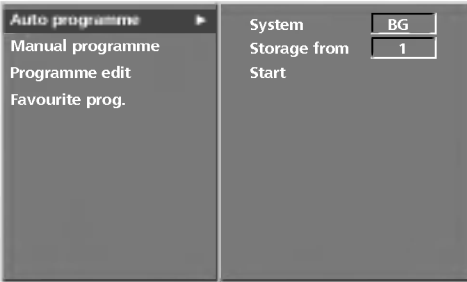 Auto programme
Manual programme
Programme edit
Favourite prog.
System BG
Storage from 1
Start